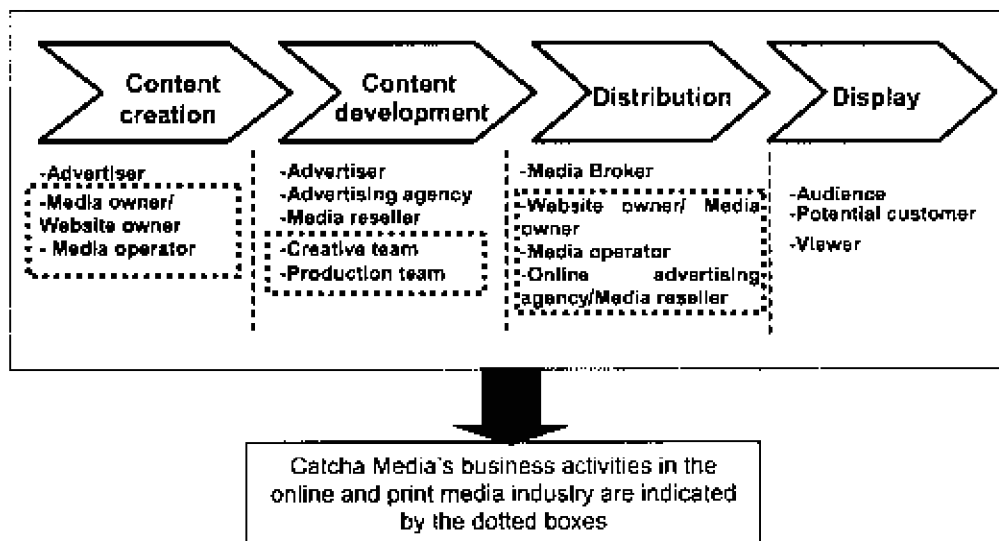 Content
creation
Content
development
Distribution
Display
-Advertiser
-Media owner/
Website owner
- Media operator
-Advertiser
-Advertising agency
-Media reseller
-Creative team
-Production team
-Media Broker
-Website owner/ Media
owner
-Media operator
-Online advertising
agency/Media reseller
-Audience
-Potential customer
-Viewer
Catcha Media's business activities in the
online and print media industry are indicated
by the dotted boxes